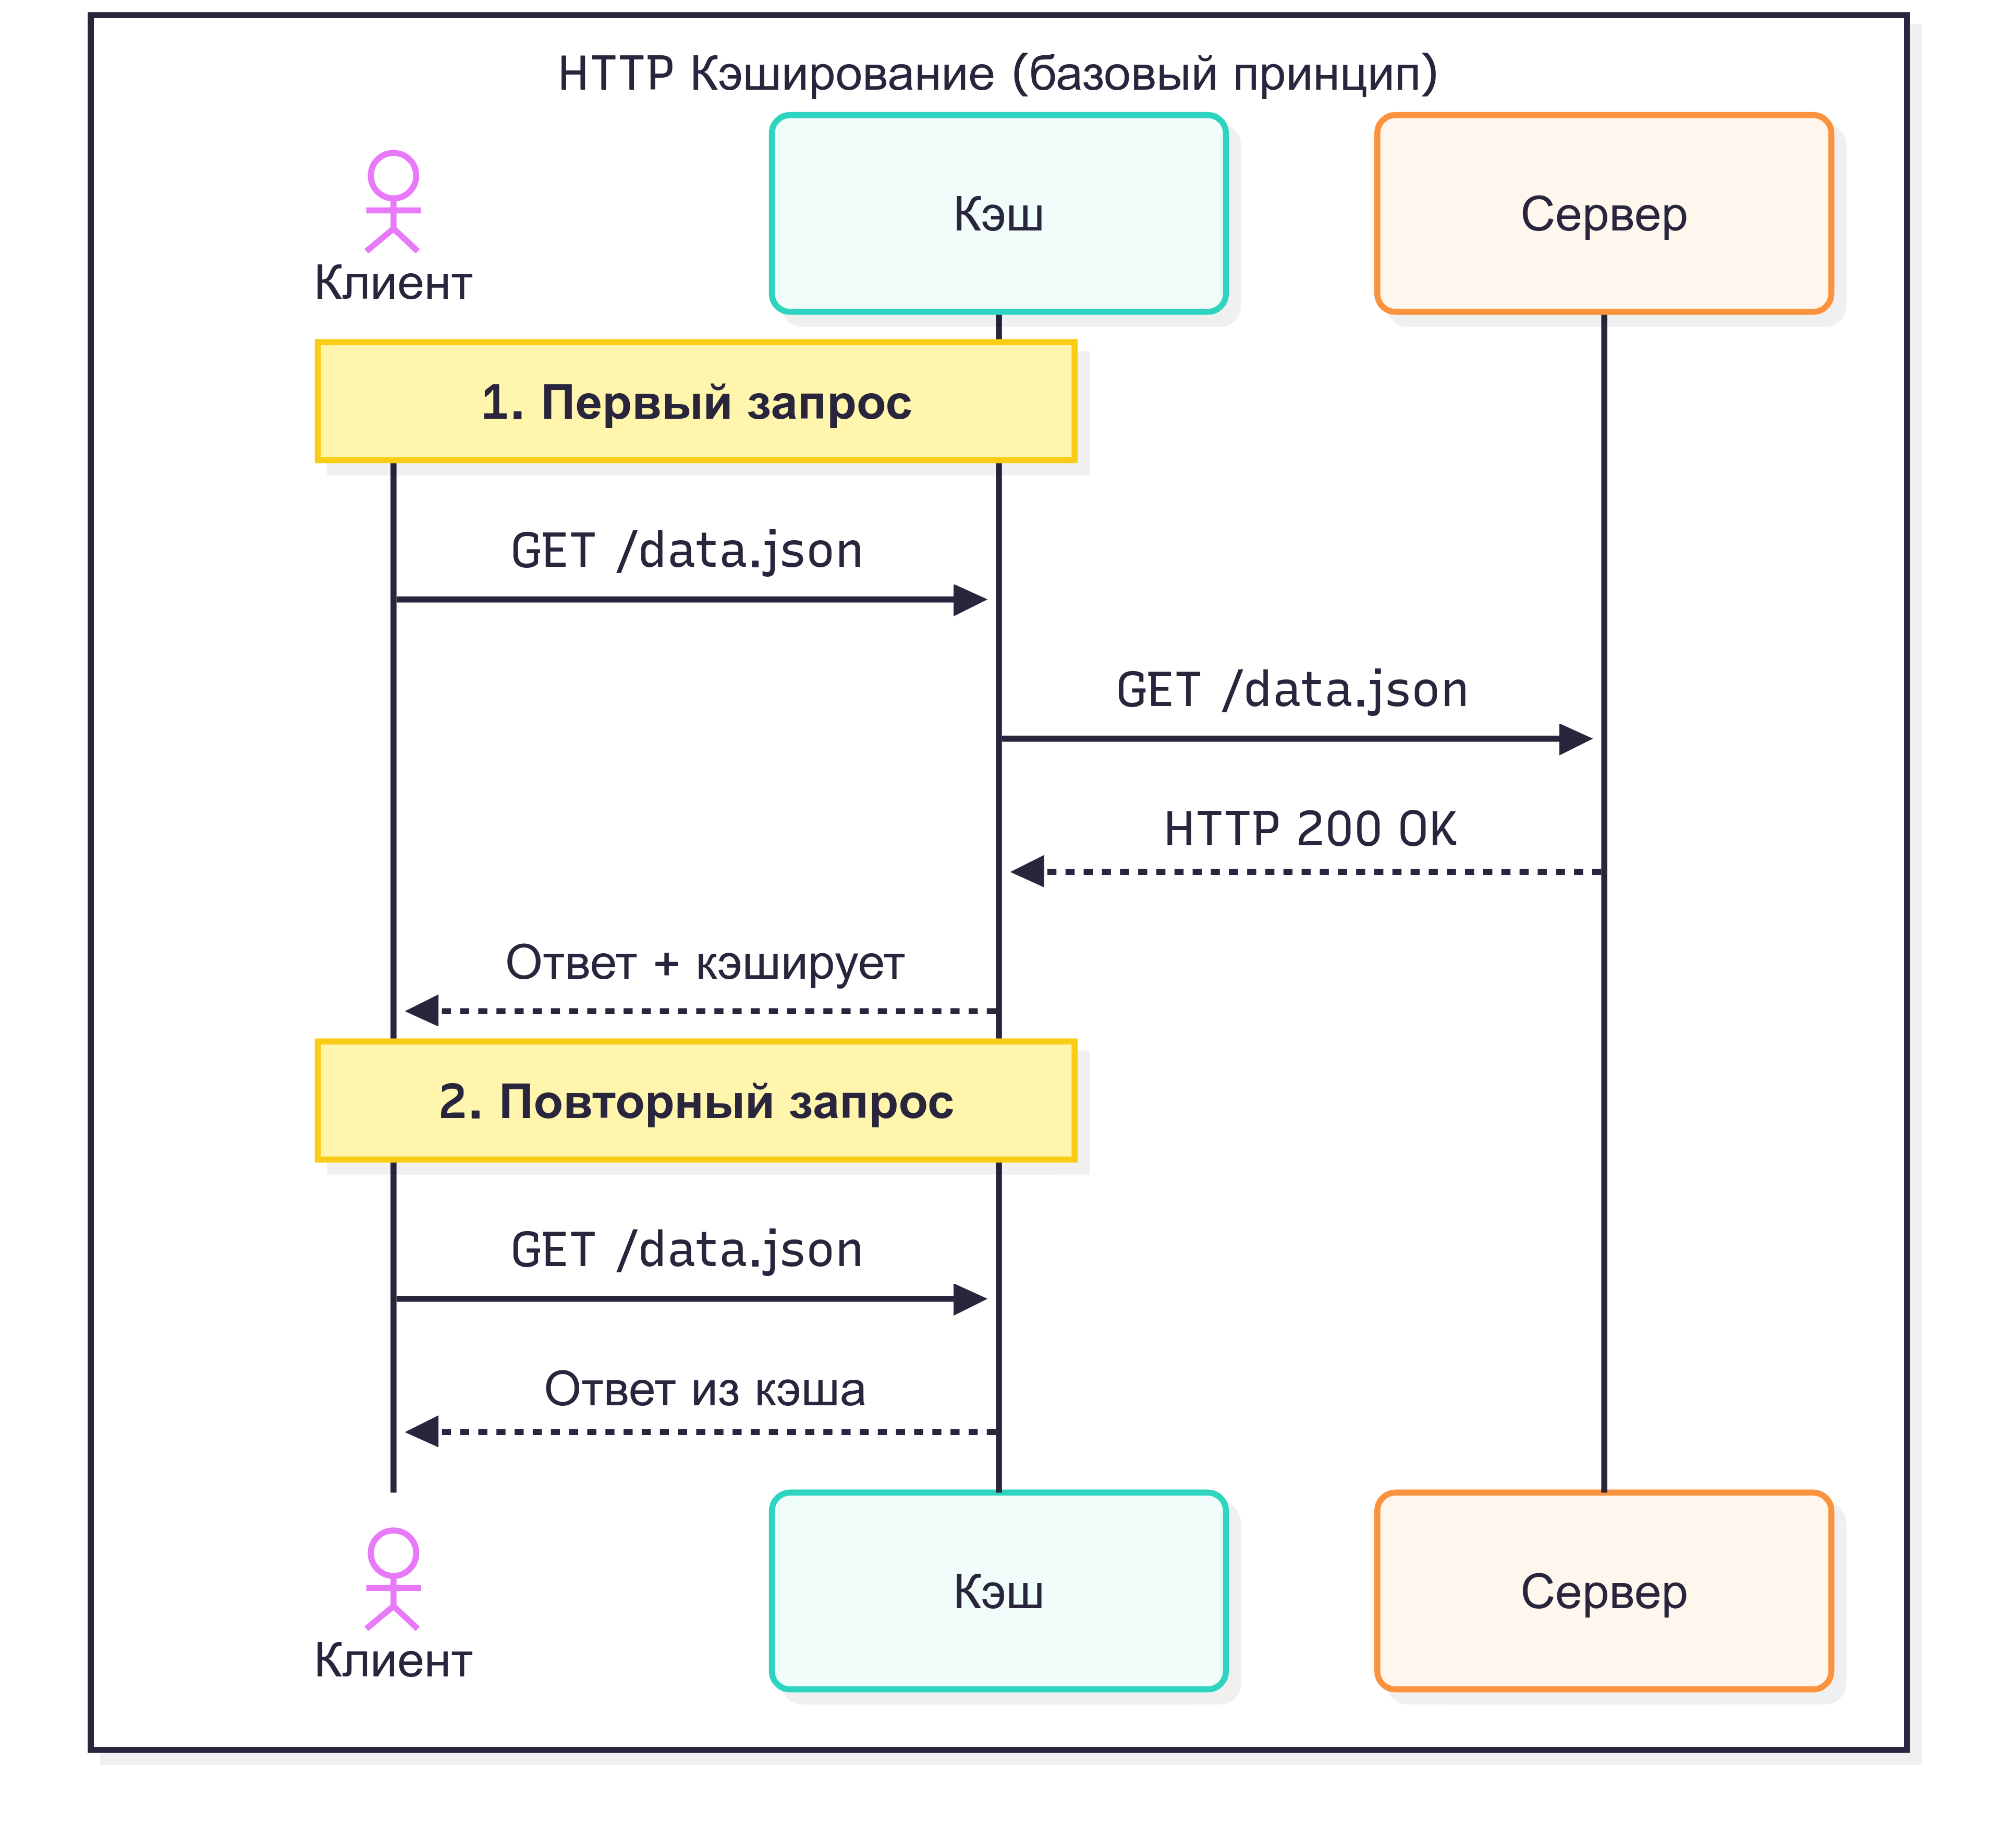 HTTP Кэширование (базовый принцип)
Клиент
Кэш
Сервер
1. Первый запрос
GET /data.json
GET /data.json
HTTP 200 OK
Ответ + кэширует
2. Повторный запрос
GET /data.json
Ответ из кэша
Клиент
Кэш
Сервер